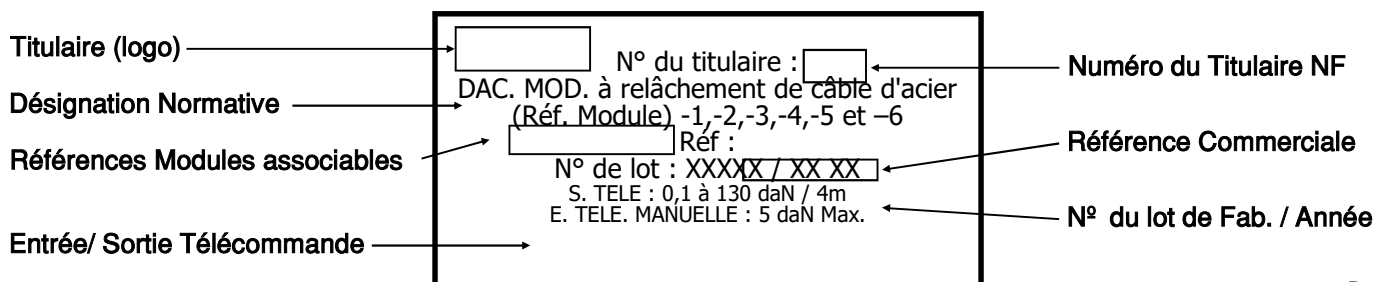 Titulaire (logo)
N° du titulaire :
Numéro du Titulaire NF
DAC. MOD. à relâchement de câble d'acier
Désignation Normative
(Réf. Module) -1,-2,-3,-4,-5 et –6
Réf :
Référence Commerciale
Références Modules associables
N° de lot : XXXXX / XX XX
S. TELE : 0,1 à 130 daN / 4m
E. TELE. MANUELLE : 5 daN Max.
Nº du lot de Fab. / Année
Entrée/ Sortie Télécommande